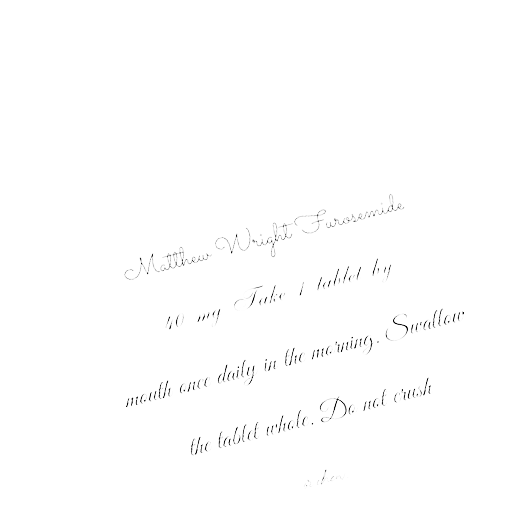 Matthew Wright Furosemide
40 mg Take 1 tablet by
mouth once daily in the morning. Swallow
the tablet whole. Do not crush